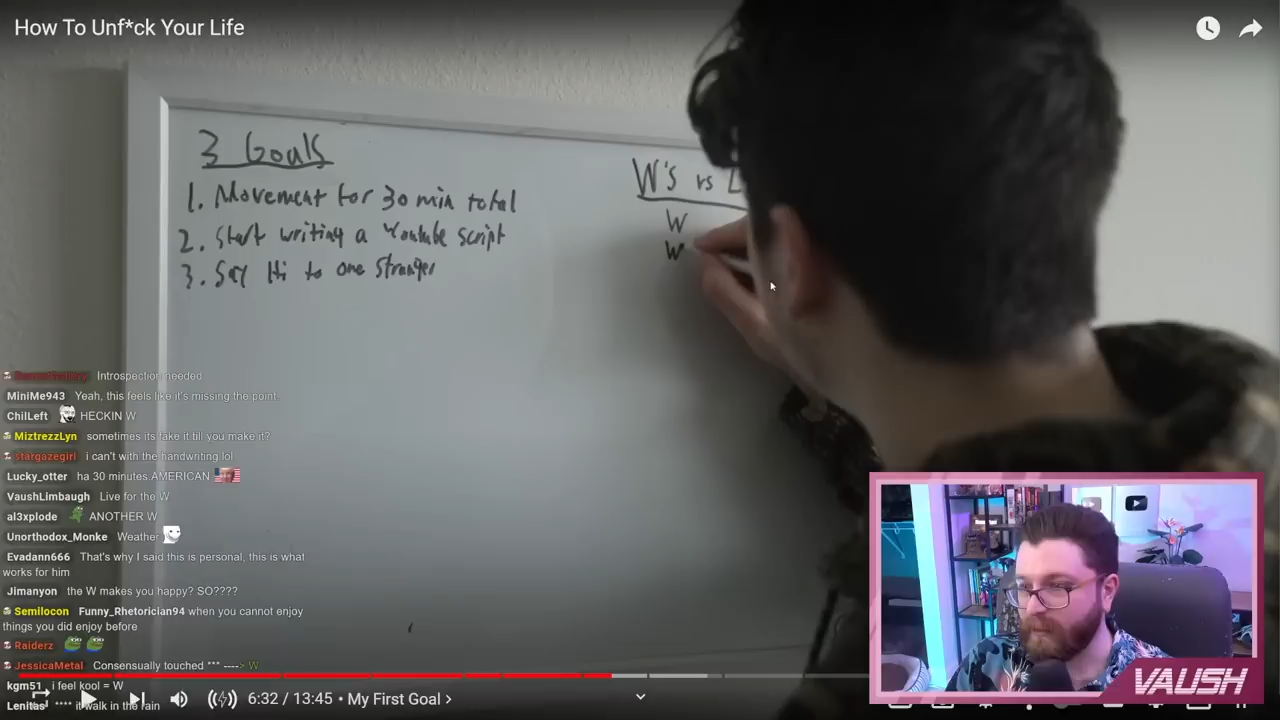 How To Unf*ck Your Life
3 Goals
1. Movement for 30 min total
2. Start writing a Youtube script
3. Say Hi to one stranger
W's vs L
W
W
Introspection needed
MiniMe943 Yeah, this feels like it's missing the point.
ChilLeft HECKIN W
MiztrezzLyn sometimes its fake it till you make it?
stargazegirl i can't with the handwriting lol
Lucky_otter ha 30 minutes.AMERICAN
VaushLimbaugh Live for the W
al3xplode ANOTHER W
Unorthodox_Monke Weather
Evadann666 That's why I said this is personal, this is what
works for him
Jimanyon the W makes you happy? SO????
Semilocon Funny_Rhetorician94 when you cannot enjoy
things you did enjoy before
Raiderz
JessicaMetal Consensually touched *** ----> W
kgm51 i feel kool = W
6:32 / 13:45 • My First Goal >
Lenitas **** it walk in the rain
VAUSH